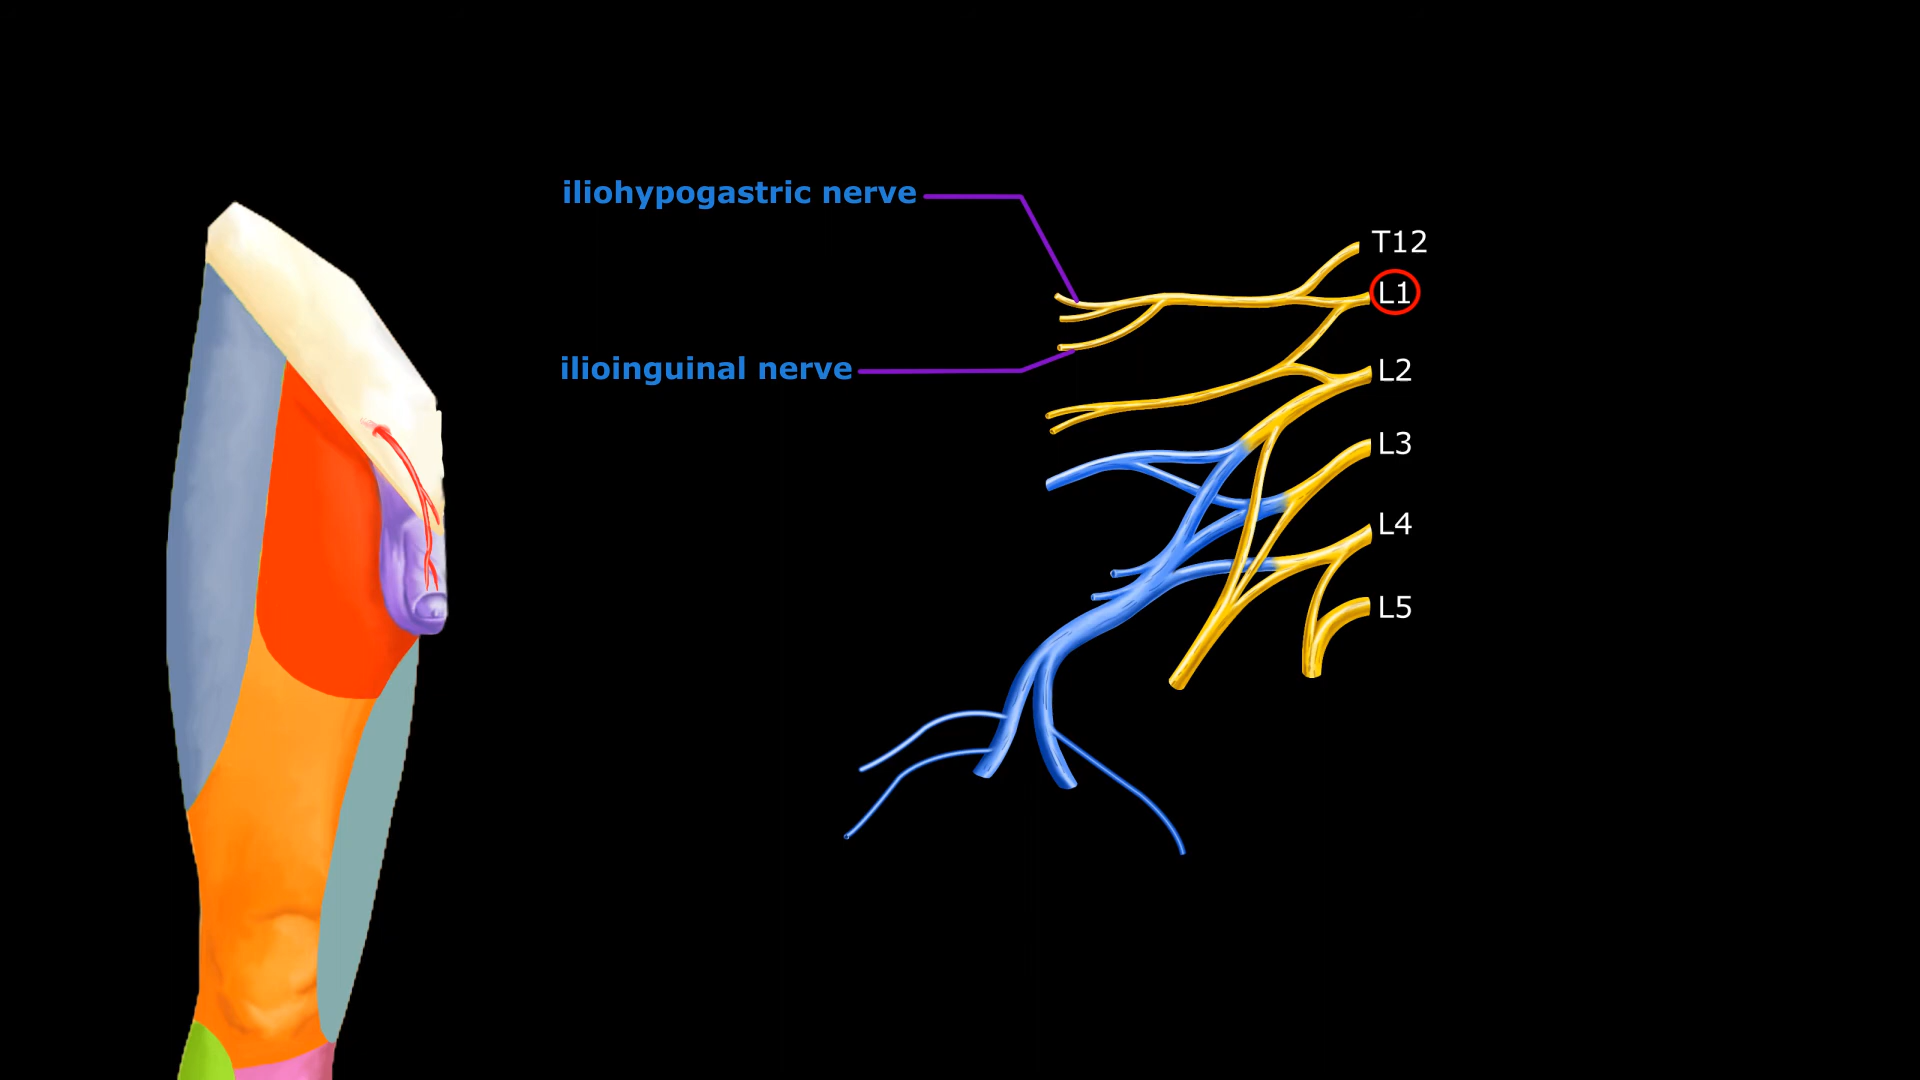 iliohypogastric nerve
ilioinguinal nerve
T12
L1
L2
L3
L4
L5